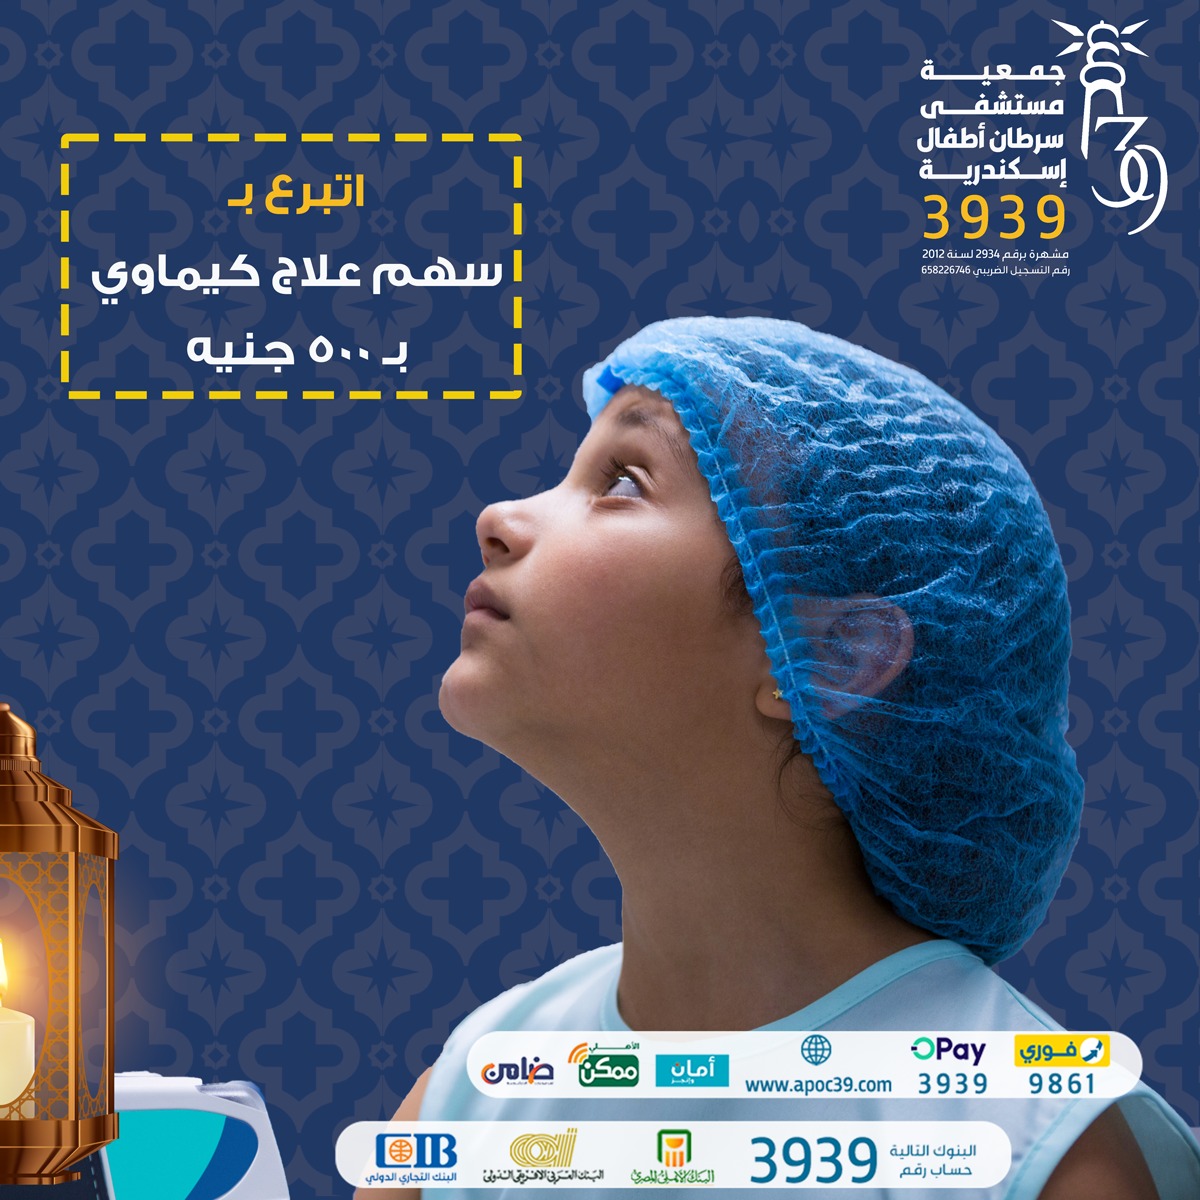 جمعية
مستشفى
سرطان أطفال
إسكندرية
3939
مشهرة برقم 2934 لسنة 2012
رقم التسجيل الضريبي 658226746
39
اتبرع بـ
سهم علاج كيماوي
بـ ٥٠٠ جنيه
فوري
9861
OPay
3939
www.apoc39.com
أمان
الأهلي
ممكن
ضامن
البنوك التالية
حساب رقم
3939
البنك الأهلي المصري
البنك العربي الافريقي الدولي
CIB
البنك التجاري الدولي